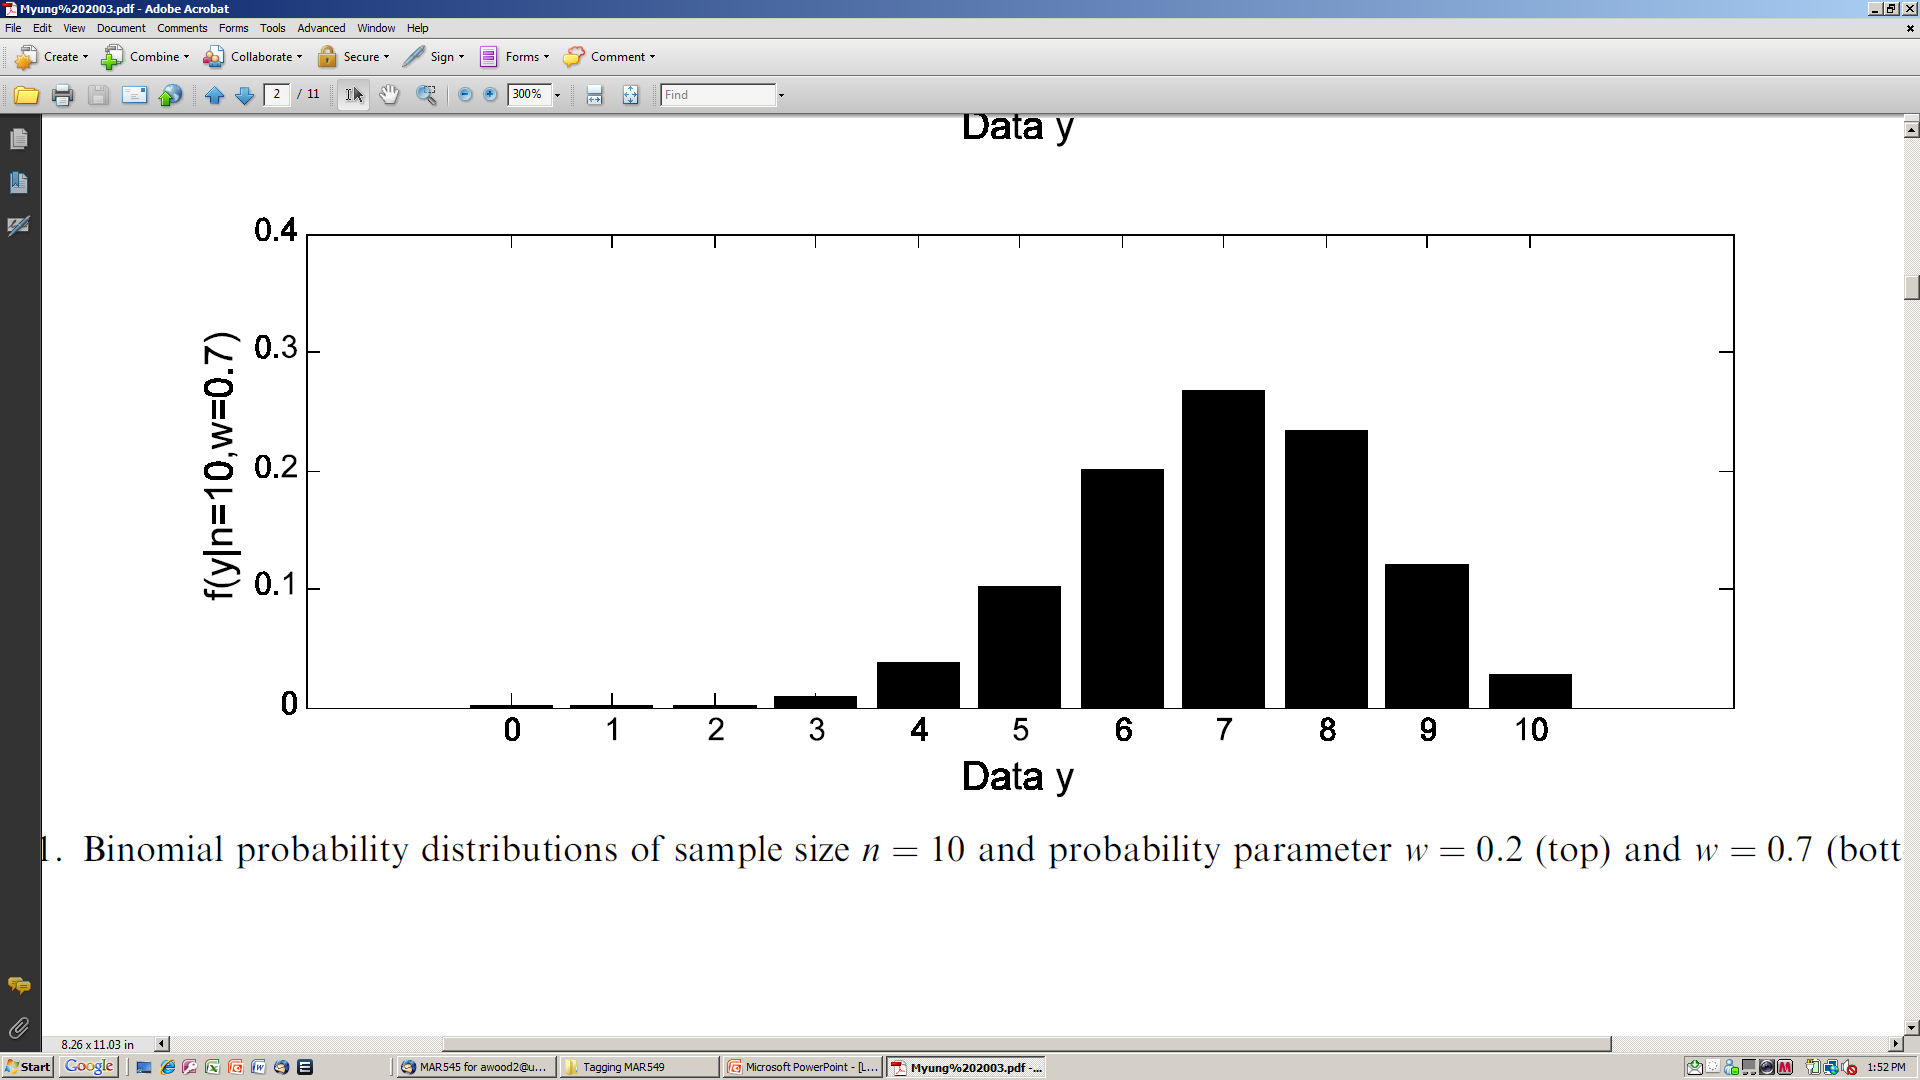 Myung%202003.pdf - Adobe Acrobat
File Edit View Document Comments Forms Tools Advanced Window Help
Create Combine Collaborate Secure Sign Forms Comment
2 / 11 300% Find
Data y
0.4
0.3
0.2
0.1
0
f(y|n=10,w=0.7)
0 1 2 3 4 5 6 7 8 9 10
Data y
1. Binomial probability distributions of sample size n = 10 and probability parameter w = 0.2 (top) and w = 0.7 (bott
8.26 x 11.03 in
Start Google MAR545 for awood2@u... Tagging MAR549 Microsoft PowerPoint - [L... Myung%202003.pdf -... 1:52 PM